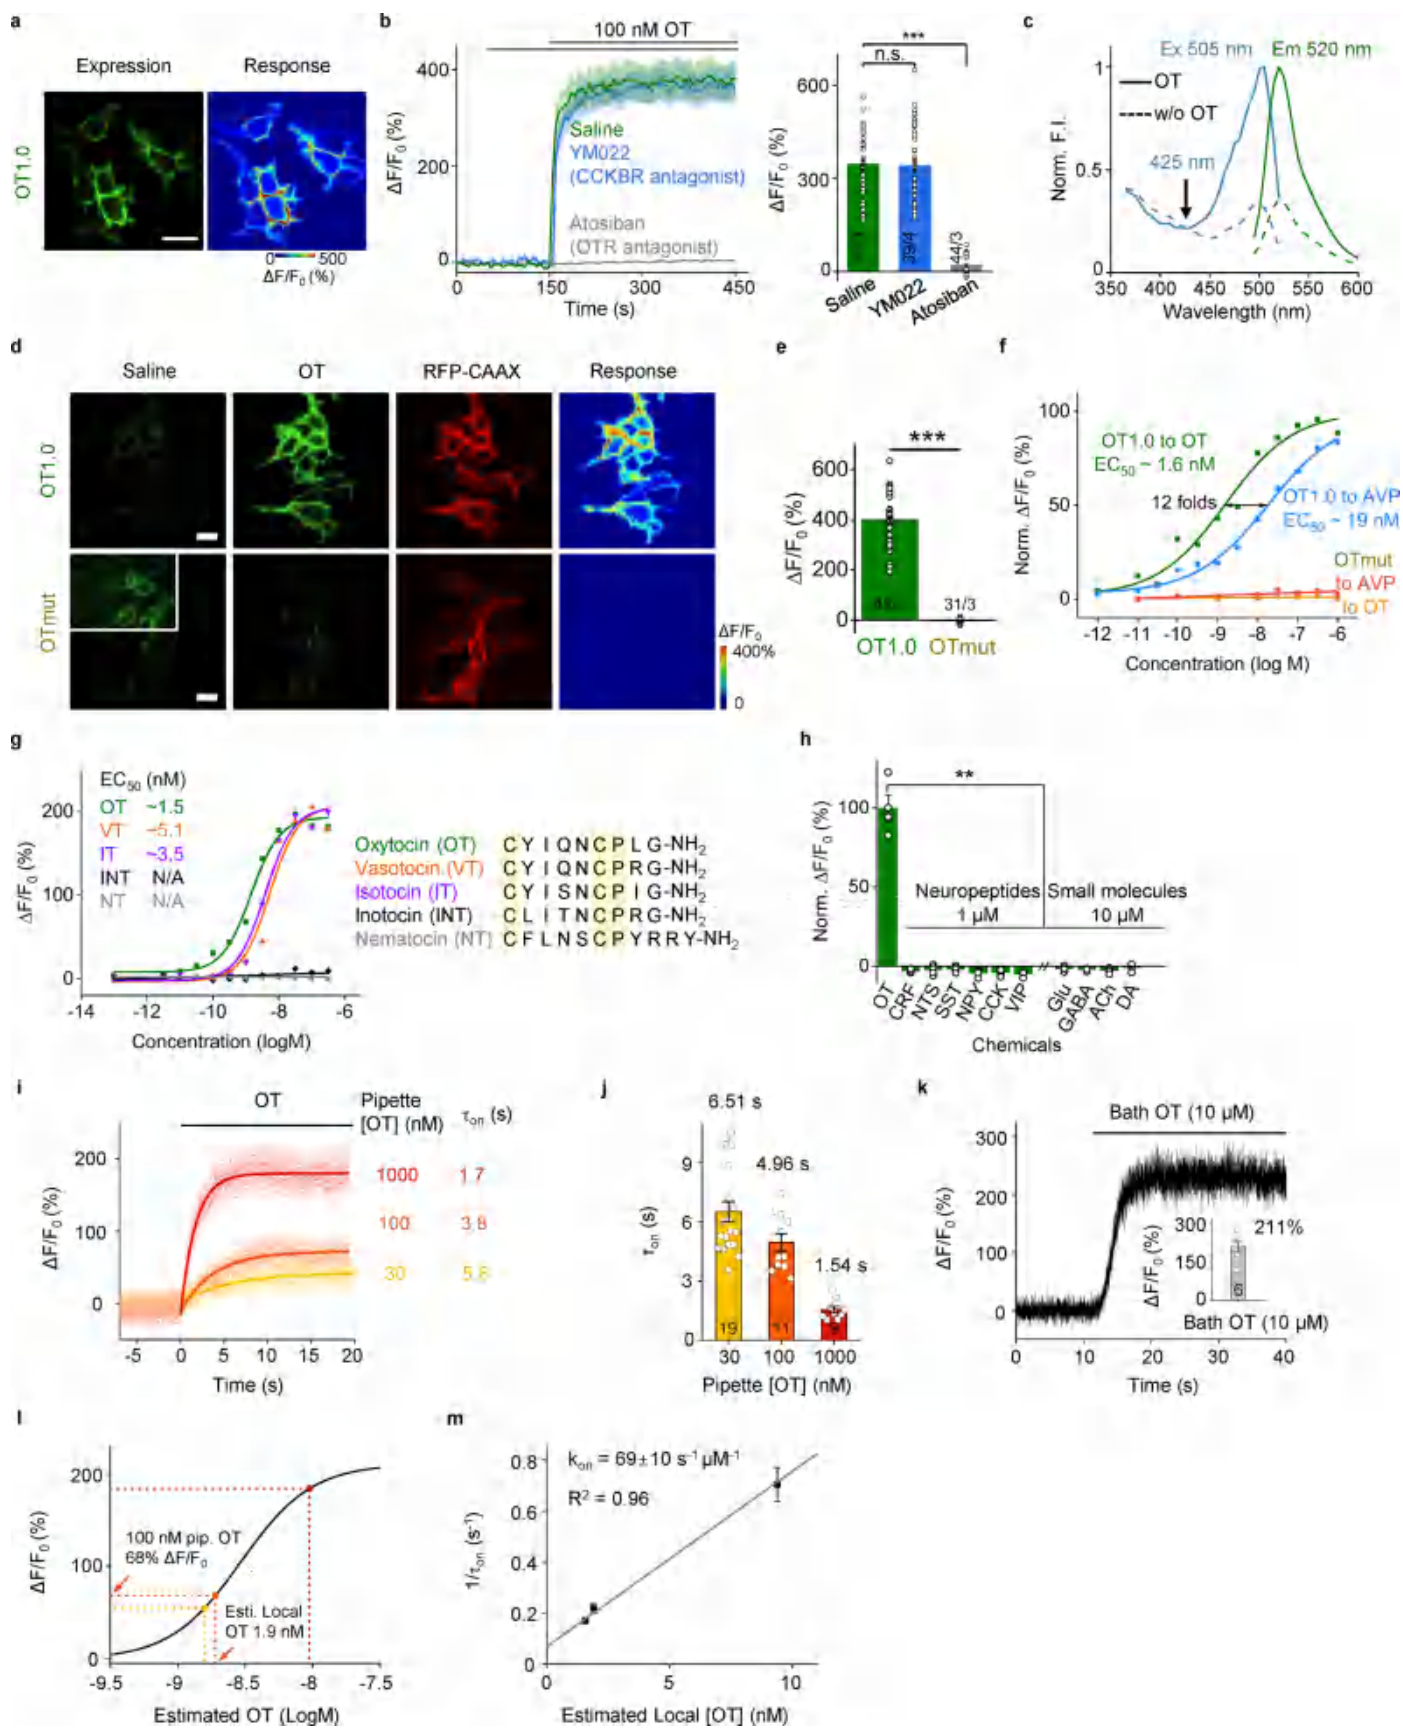 a
Expression
Response
OT1.0
0 500
ΔF/F₀ (%)
b
100 nM OT
400
200
0
ΔF/F₀ (%)
Saline
YM022
(CCKBR antagonist)
Atosiban
(OTR antagonist)
0 150 300 450
Time (s)
***
n.s.
600
300
0
ΔF/F₀ (%)
39/4
44/3
Saline
YM022
Atosiban
c
Ex 505 nm Em 520 nm
OT
w/o OT
425 nm
1
0.5
0
Norm. F.I.
350 400 450 500 550 600
Wavelength (nm)
d
Saline
OT
RFP-CAAX
Response
OT1.0
OTmut
ΔF/F₀
400%
0
e
***
600
400
200
0
ΔF/F₀ (%)
31/3
OT1.0 OTmut
f
100
50
0
Norm. ΔF/F₀ (%)
OT1.0 to OT
EC₅₀ ~ 1.6 nM
12 folds
OT1.0 to AVP
EC₅₀ ~ 19 nM
OTmut
to AVP
to OT
-12 -11 -10 -9 -8 -7 -6
Concentration (log M)
g
EC₅₀ (nM)
OT ~1.5
VT ~5.1
IT ~3.5
INT N/A
NT N/A
200
100
0
ΔF/F₀ (%)
-14 -12 -10 -8 -6
Concentration (logM)
Oxytocin (OT) C Y I Q N C P L G-NH₂
Vasotocin (VT) C Y I Q N C P R G-NH₂
Isotocin (IT) C Y I S N C P I G-NH₂
Inotocin (INT) C L I T N C P R G-NH₂
Nematocin (NT) C F L N S C P Y R R Y-NH₂
h
**
100
50
0
Norm. ΔF/F₀ (%)
Neuropeptides
1 μM
Small molecules
10 μM
OT
CRF
NTS
SST
NPY
CCK
VIP
Glu
GABA
ACh
DA
Chemicals
i
OT
Pipette
[OT] (nM)
τon (s)
1000 1.7
100 3.8
30 5.8
200
100
0
ΔF/F₀ (%)
-5 0 5 10 15 20
Time (s)
j
6.51 s
4.96 s
1.54 s
9
6
3
0
τon (s)
19
11
9
30 100 1000
Pipette [OT] (nM)
k
Bath OT (10 μM)
300
200
100
0
ΔF/F₀ (%)
300
150
0
ΔF/F₀ (%)
211%
6
Bath OT (10 μM)
0 10 20 30 40
Time (s)
l
200
100
0
ΔF/F₀ (%)
100 nM pip. OT
68% ΔF/F₀
Esti. Local
OT 1.9 nM
-9.5 -9 -8.5 -8 -7.5
Estimated OT (LogM)
m
kon = 69±10 s⁻¹ μM⁻¹
R² = 0.96
0.8
0.6
0.4
0.2
0
1/τon (s⁻¹)
0 5 10
Estimated Local [OT] (nM)